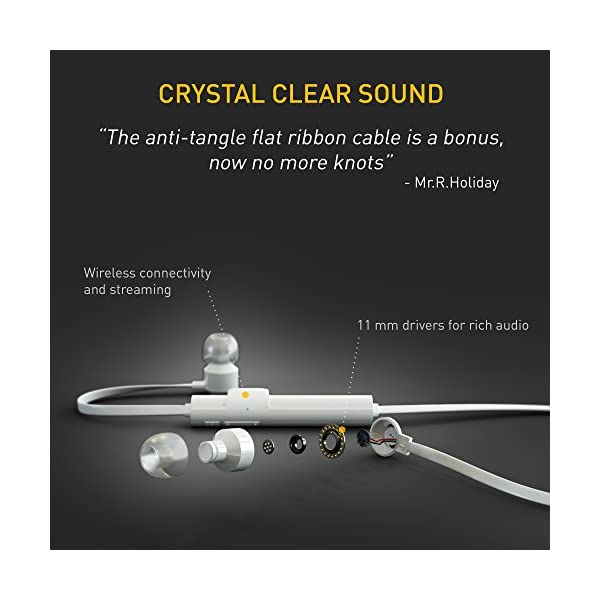 CRYSTAL CLEAR SOUND
“The anti-tangle flat ribbon cable is a bonus,
now no more knots”
- Mr.R.Holiday
Wireless connectivity
and streaming
11 mm drivers for rich audio